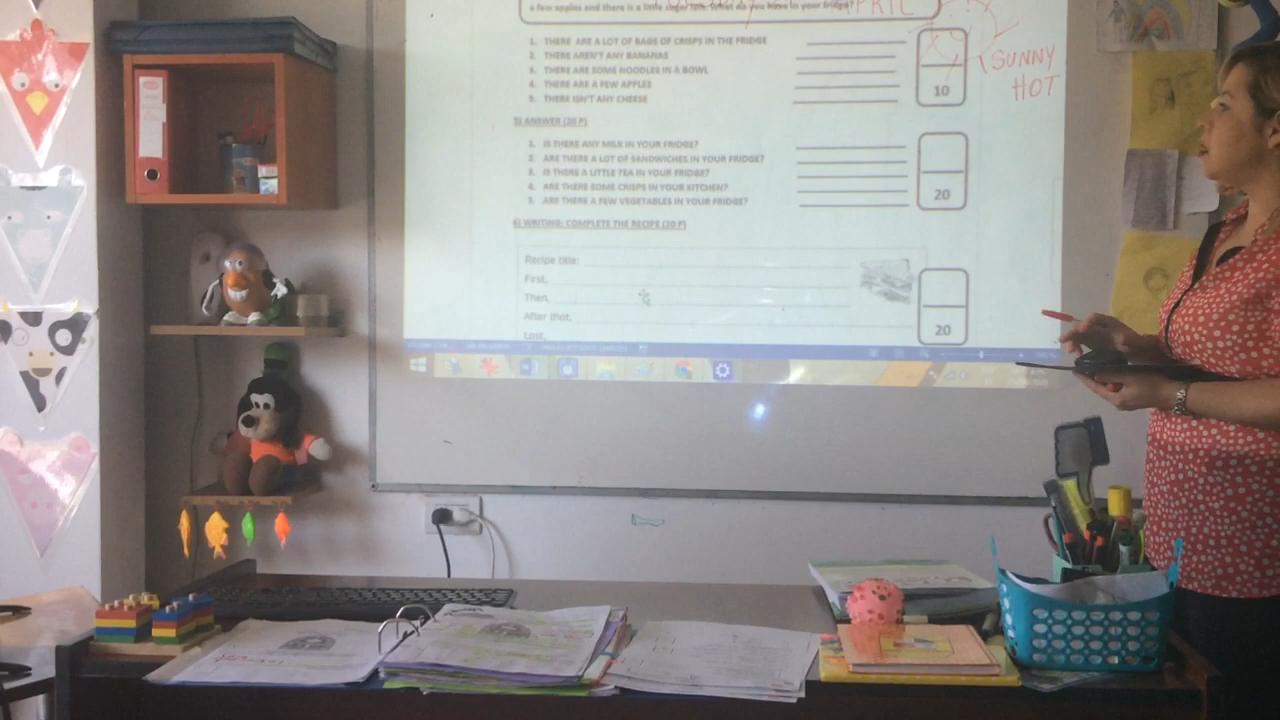 a few apples and there is a little
do you have in your fridge?
APRIL
SUNNY
HOT
1. THERE ARE A LOT OF BAGS OF CRISPS IN THE FRIDGE
2. THERE AREN'T ANY BANANAS
3. THERE ARE SOME NOODLES IN A BOWL
4. THERE ARE A FEW APPLES
5. THERE ISN'T ANY CHEESE
10
5) ANSWER (20 P)
1. IS THERE ANY MILK IN YOUR FRIDGE?
2. ARE THERE A LOT OF SANDWICHES IN YOUR FRIDGE?
3. IS THERE A LITTLE TEA IN YOUR FRIDGE?
4. ARE THERE SOME CRISPS IN YOUR KITCHEN?
5. ARE THERE A FEW VEGETABLES IN YOUR FRIDGE?
20
6) WRITING: COMPLETE THE RECIPE (20 P)
Recipe title:
First,
Then,
After that,
Last,
20